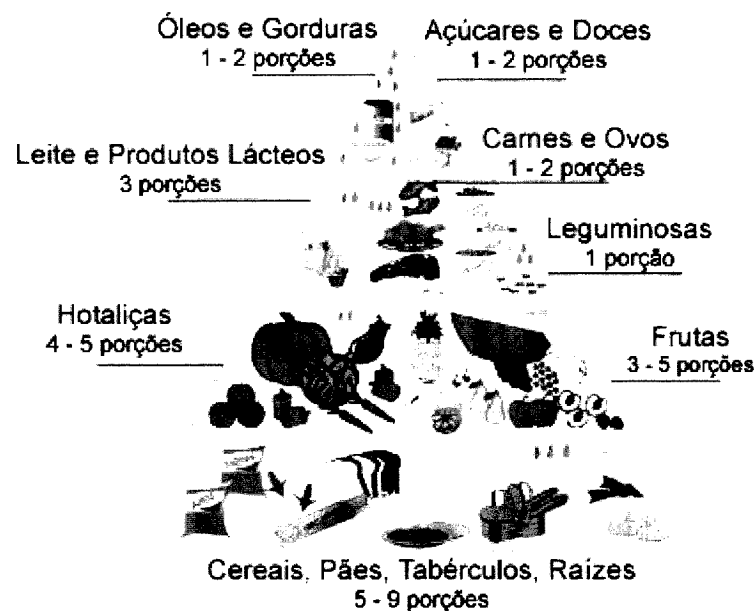 Óleos e Gorduras
1 - 2 porções
Açúcares e Doces
1 - 2 porções
Leite e Produtos Lácteos
3 porções
Carnes e Ovos
1 - 2 porções
Leguminosas
1 porção
Hotaliças
4 - 5 porções
Frutas
3 - 5 porções
Cereais, Pães, Tabérculos, Raízes
5 - 9 porções